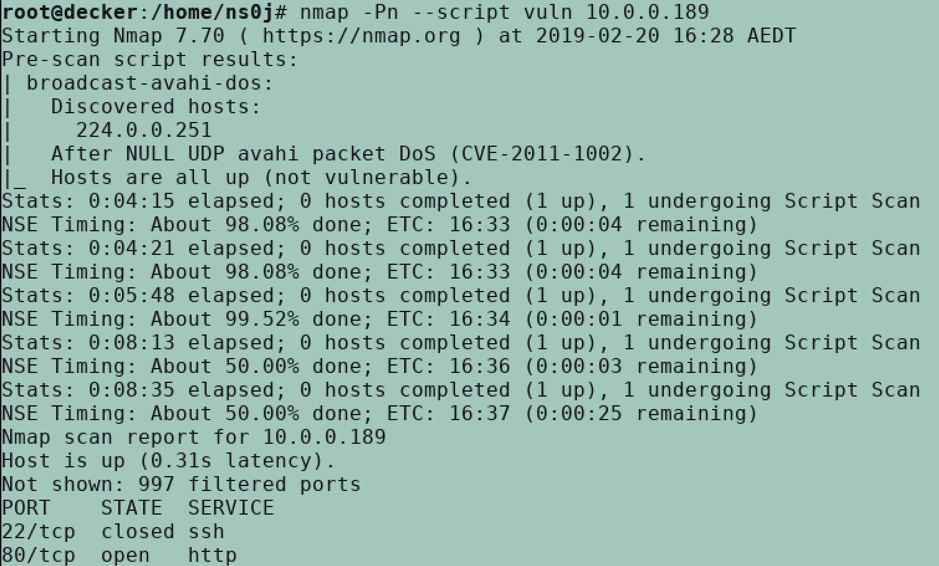 root@decker:/home/ns0j# nmap -Pn --script vuln 10.0.0.189
Starting Nmap 7.70 ( https://nmap.org ) at 2019-02-20 16:28 AEDT
Pre-scan script results:
| broadcast-avahi-dos:
|   Discovered hosts:
|     224.0.0.251
|   After NULL UDP avahi packet DoS (CVE-2011-1002).
|_  Hosts are all up (not vulnerable).
Stats: 0:04:15 elapsed; 0 hosts completed (1 up), 1 undergoing Script Scan
NSE Timing: About 98.08% done; ETC: 16:33 (0:00:04 remaining)
Stats: 0:04:21 elapsed; 0 hosts completed (1 up), 1 undergoing Script Scan
NSE Timing: About 98.08% done; ETC: 16:33 (0:00:04 remaining)
Stats: 0:05:48 elapsed; 0 hosts completed (1 up), 1 undergoing Script Scan
NSE Timing: About 99.52% done; ETC: 16:34 (0:00:01 remaining)
Stats: 0:08:13 elapsed; 0 hosts completed (1 up), 1 undergoing Script Scan
NSE Timing: About 50.00% done; ETC: 16:36 (0:00:03 remaining)
Stats: 0:08:35 elapsed; 0 hosts completed (1 up), 1 undergoing Script Scan
NSE Timing: About 50.00% done; ETC: 16:37 (0:00:25 remaining)
Nmap scan report for 10.0.0.189
Host is up (0.31s latency).
Not shown: 997 filtered ports
PORT    STATE  SERVICE
22/tcp  closed ssh
80/tcp  open   http